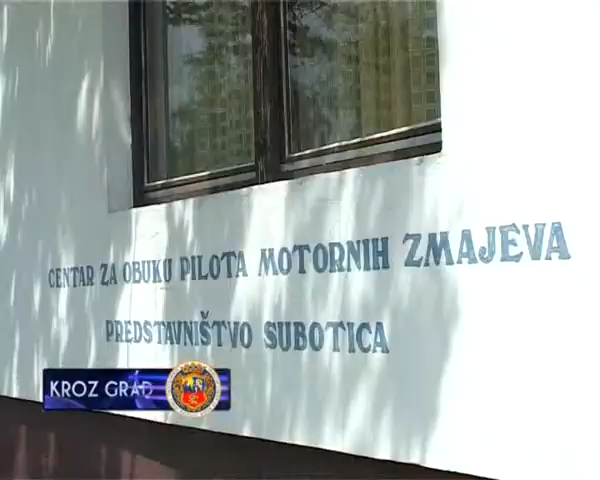 CENTAR ZA OBUKU PILOTA MOTORNIH ZMAJEVA
PREDSTAVNIŠTVO SUBOTICA
KROZ GRAD